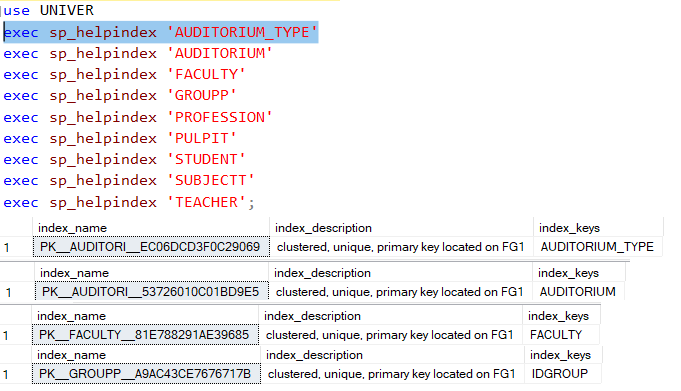 use UNIVER
exec sp_helpindex 'AUDITORIUM_TYPE'
exec sp_helpindex 'AUDITORIUM'
exec sp_helpindex 'FACULTY'
exec sp_helpindex 'GROUPP'
exec sp_helpindex 'PROFESSION'
exec sp_helpindex 'PULPIT'
exec sp_helpindex 'STUDENT'
exec sp_helpindex 'SUBJECTT'
exec sp_helpindex 'TEACHER';
index_name index_description index_keys
1 PK__AUDITORI__EC06DCD3F0C29069 clustered, unique, primary key located on FG1 AUDITORIUM_TYPE
index_name index_description index_keys
1 PK__AUDITORI__53726010C01BD9E5 clustered, unique, primary key located on FG1 AUDITORIUM
index_name index_description index_keys
1 PK__FACULTY__81E788291AE39685 clustered, unique, primary key located on FG1 FACULTY
index_name index_description index_keys
1 PK__GROUPP__A9AC43CE7676717B clustered, unique, primary key located on FG1 IDGROUP